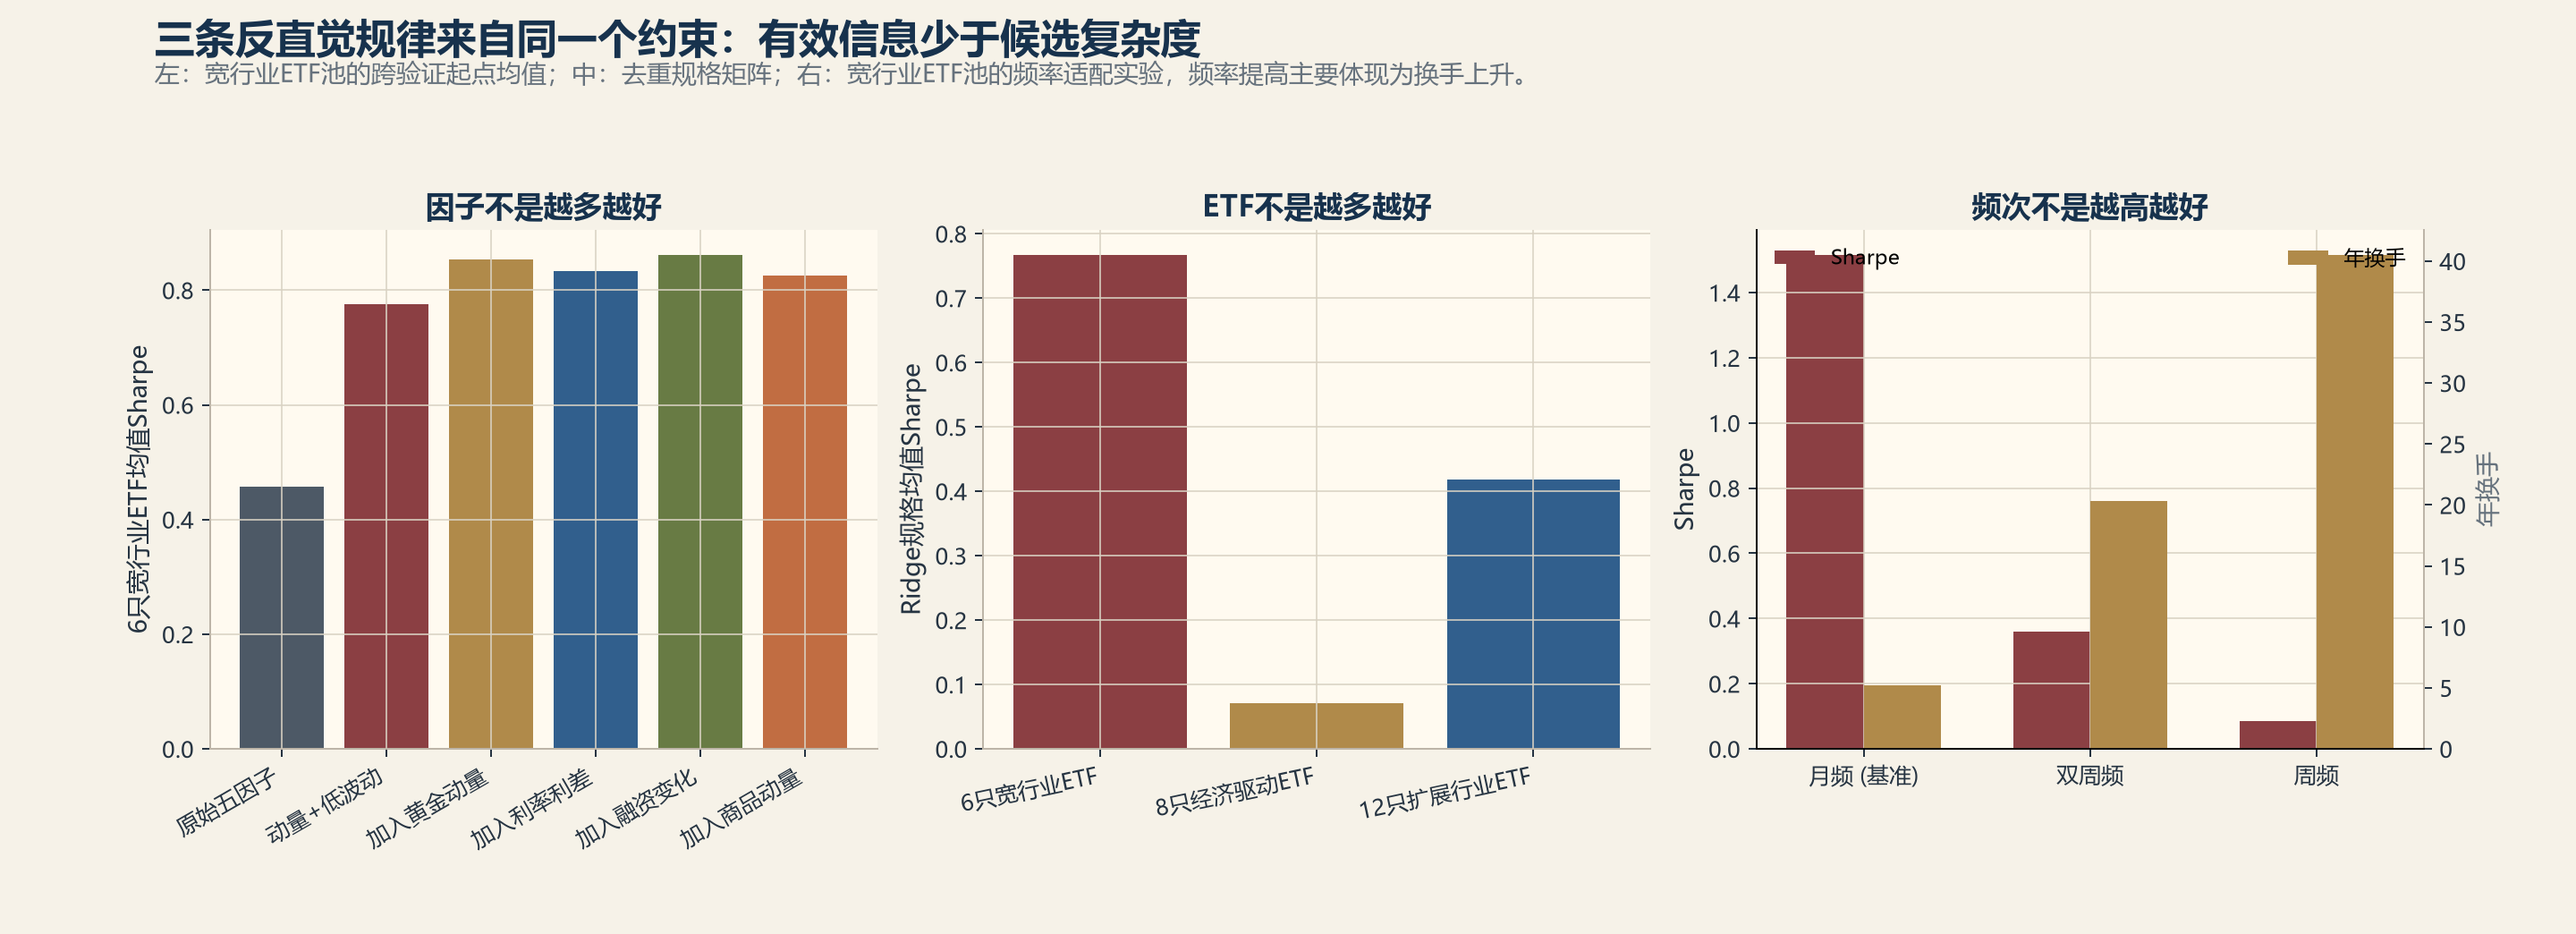 三条反直觉规律来自同一个约束：有效信息少于候选复杂度
左：宽行业ETF池的跨验证起点均值；中：去重规格矩阵；右：宽行业ETF池的频率适配实验，频率提高主要体现为换手上升。
因子不是越多越好
6只宽行业ETF均值Sharpe
0.8
0.6
0.4
0.2
0.0
原始五因子
动量+低波动
加入黄金动量
加入利率利差
加入融资变化
加入商品动量
ETF不是越多越好
Ridge规格均值Sharpe
0.8
0.7
0.6
0.5
0.4
0.3
0.2
0.1
0.0
6只宽行业ETF
8只经济驱动ETF
12只扩展行业ETF
频次不是越高越好
Sharpe
年换手
Sharpe
1.4
1.2
1.0
0.8
0.6
0.4
0.2
0.0
月频 (基准)
双周频
周频
40
35
30
25
20
15
10
5
0
年换手